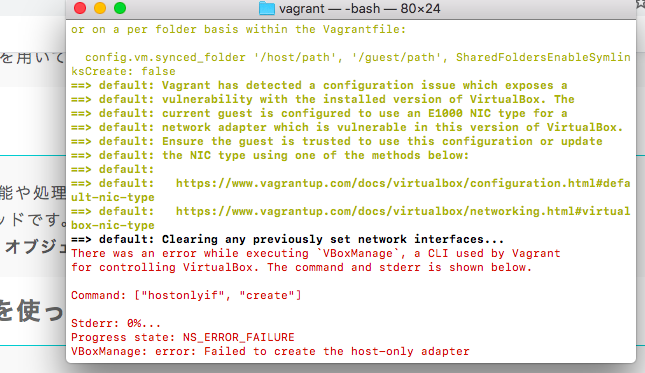 vagrant — -bash — 80×24
or on a per folder basis within the Vagrantfile:
config.vm.synced_folder '/host/path', '/guest/path', SharedFoldersEnableSymlin
ksCreate: false
==> default: Vagrant has detected a configuration issue which exposes a
==> default: vulnerability with the installed version of VirtualBox. The
==> default: current guest is configured to use an E1000 NIC type for a
==> default: network adapter which is vulnerable in this version of VirtualBox.
==> default: Ensure the guest is trusted to use this configuration or update
==> default: the NIC type using one of the methods below:
==> default:
==> default:   https://www.vagrantup.com/docs/virtualbox/configuration.html#defa
ult-nic-type
==> default:   https://www.vagrantup.com/docs/virtualbox/networking.html#virtual
box-nic-type
==> default: Clearing any previously set network interfaces...
There was an error while executing `VBoxManage`, a CLI used by Vagrant
for controlling VirtualBox. The command and stderr is shown below.
Command: ["hostonlyif", "create"]
Stderr: 0%...
Progress state: NS_ERROR_FAILURE
VBoxManage: error: Failed to create the host-only adapter
を用いて
能や処理
ッドです。
オブジェ
を使っ